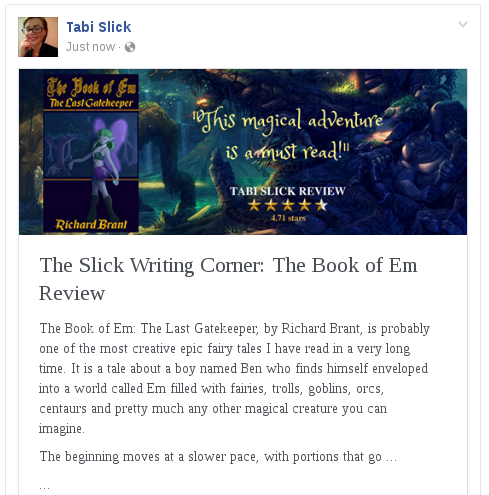 Tabi Slick
Just now ·
The Book of Em
The Last Gatekeeper
"This magical adventure
is a must read!"
TABI SLICK REVIEW
4.71 stars
Richard Brant
The Slick Writing Corner: The Book of Em
Review
The Book of Em: The Last Gatekeeper, by Richard Brant, is probably
one of the most creative epic fairy tales I have read in a very long
time. It is a tale about a boy named Ben who finds himself enveloped
into a world called Em filled with fairies, trolls, goblins, orcs,
centaurs and pretty much any other magical creature you can
imagine.
The beginning moves at a slower pace, with portions that go ...
...